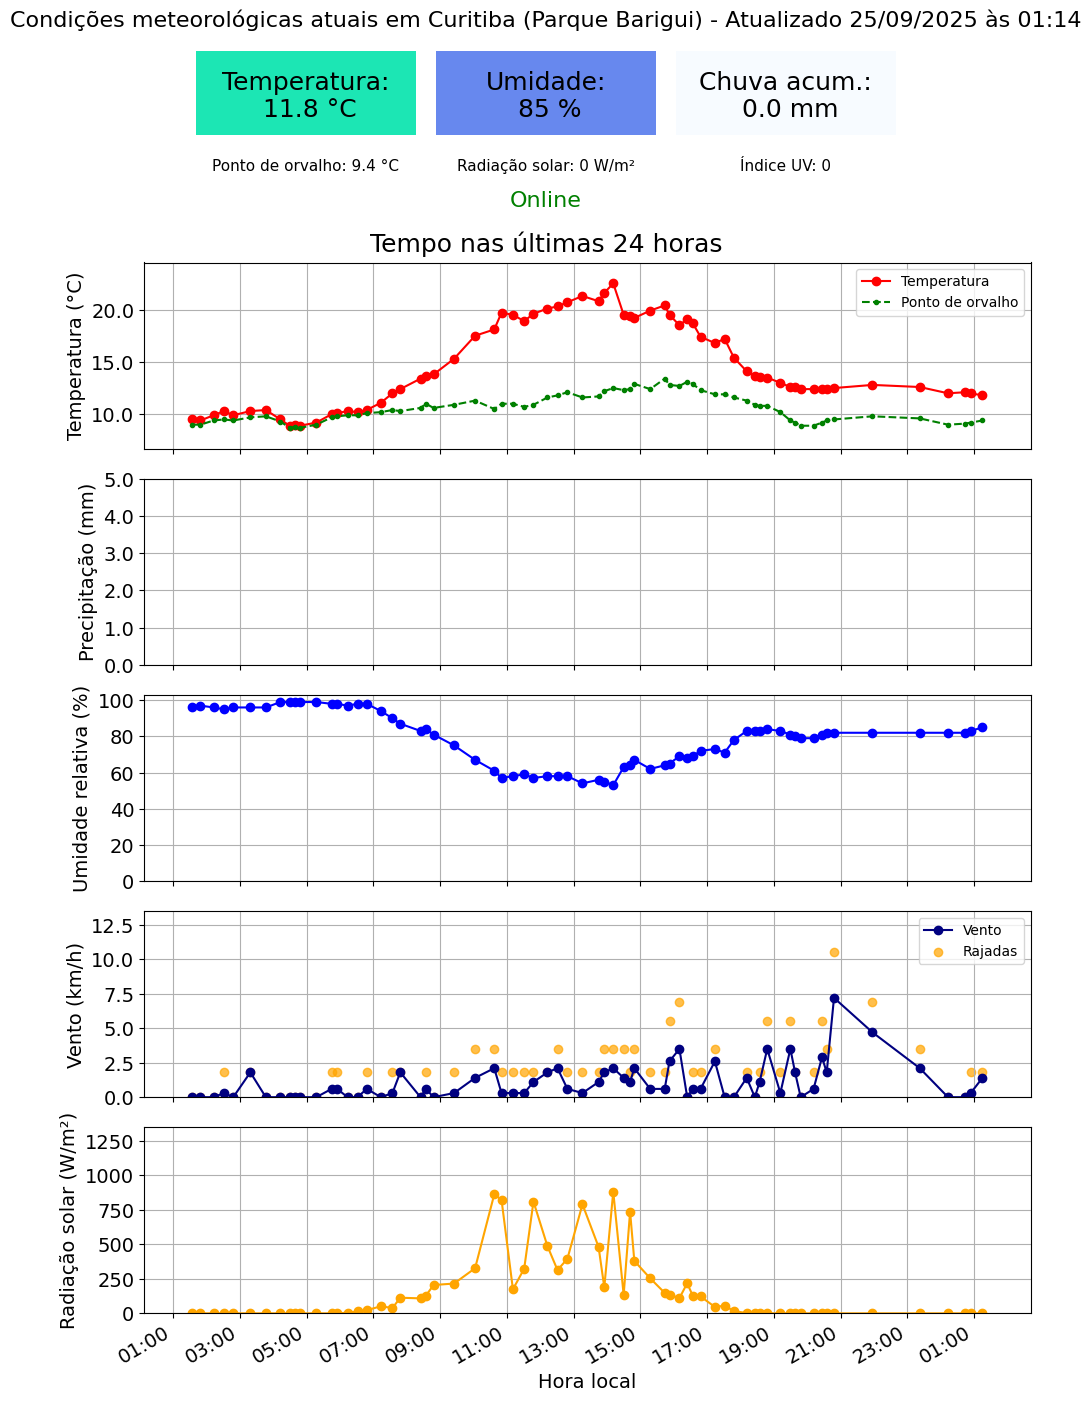 Condições meteorológicas atuais em Curitiba (Parque Barigui) - Atualizado 25/09/2025 às 01:14
Temperatura:
11.8 °C
Umidade:
85 %
Chuva acum.:
0.0 mm
Ponto de orvalho: 9.4 °C
Radiação solar: 0 W/m²
Índice UV: 0
Online
Tempo nas últimas 24 horas
Temperatura (°C)
20.0
15.0
10.0
Temperatura
Ponto de orvalho
Precipitação (mm)
5.0
4.0
3.0
2.0
1.0
0.0
Umidade relativa (%)
100
80
60
40
20
0
Vento (km/h)
12.5
10.0
7.5
5.0
2.5
0.0
Vento
Rajadas
Radiação solar (W/m²)
1250
1000
750
500
250
0
01:00
03:00
05:00
07:00
09:00
11:00
13:00
15:00
17:00
19:00
21:00
23:00
01:00
Hora local